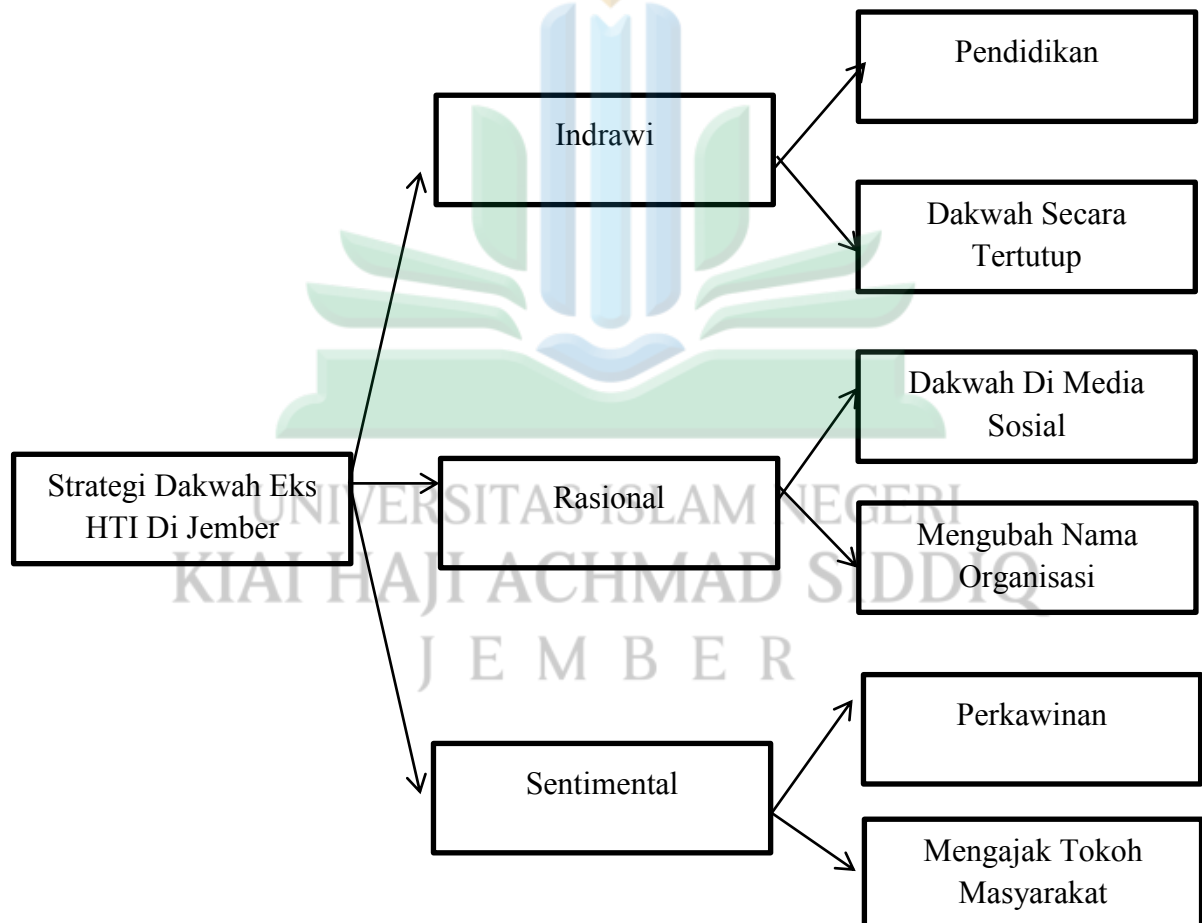 Pendidikan
Indrawi
Dakwah Secara
Tertutup
Dakwah Di Media
Sosial
Strategi Dakwah Eks
HTI Di Jember
Rasional
Mengubah Nama
Organisasi
Perkawinan
Sentimental
Mengajak Tokoh
Masyarakat
UNIVERSITAS ISLAM NEGERI
KIAI HAJI ACHMAD SIDDIQ
JEMBER